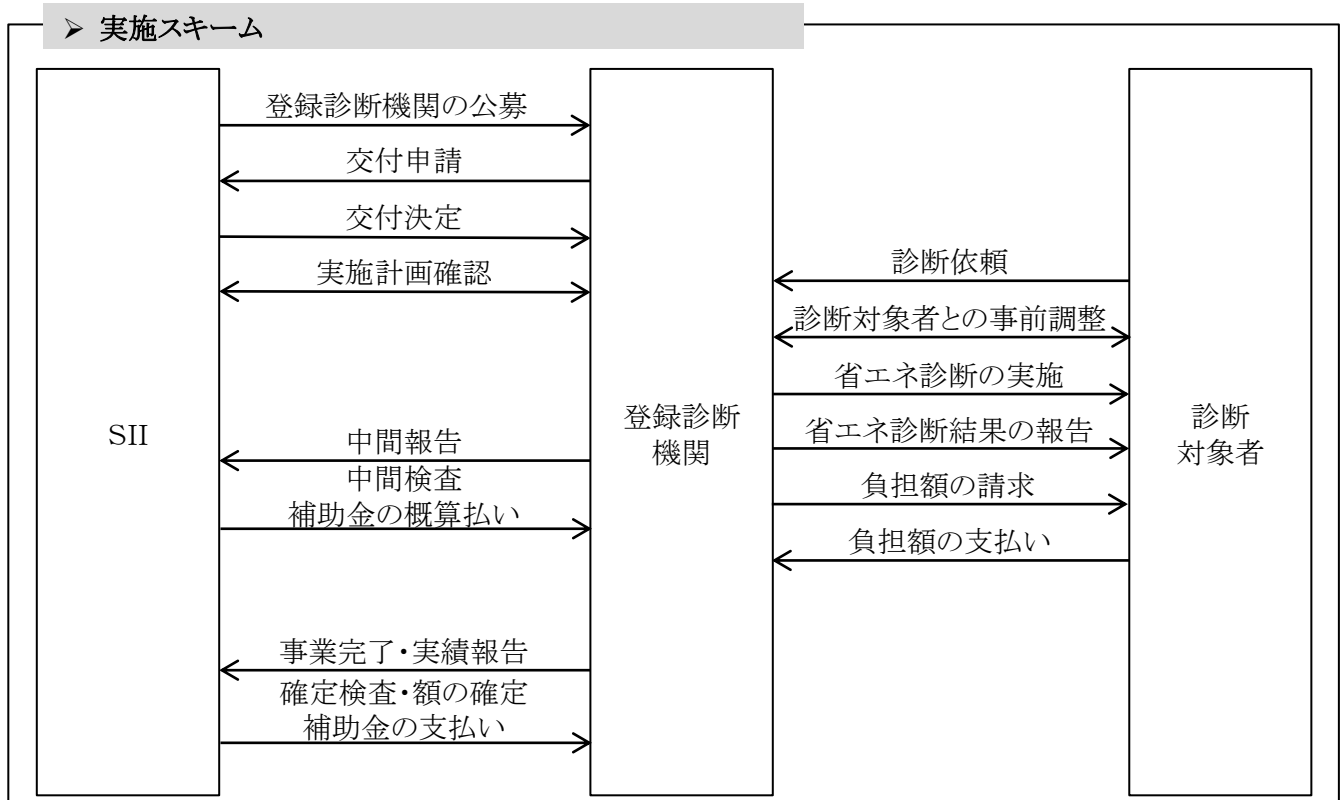 ➢ 実施スキーム
SII
登録診断機関の公募
交付申請
交付決定
実施計画確認
中間報告
中間検査
補助金の概算払い
事業完了・実績報告
確定検査・額の確定
補助金の支払い
登録診断
機関
診断依頼
診断対象者との事前調整
省エネ診断の実施
省エネ診断結果の報告
負担額の請求
負担額の支払い
診断
対象者